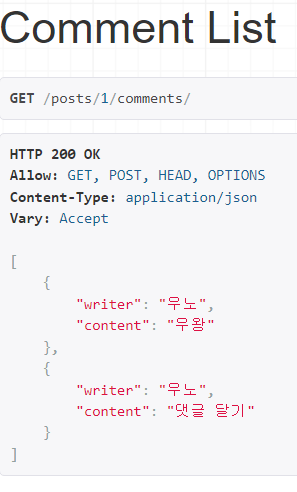 Comment List
GET /posts/1/comments/
HTTP 200 OK
Allow: GET, POST, HEAD, OPTIONS
Content-Type: application/json
Vary: Accept
[
    {
        "writer": "우노",
        "content": "우왕"
    },
    {
        "writer": "우노",
        "content": "댓글 달기"
    }
]